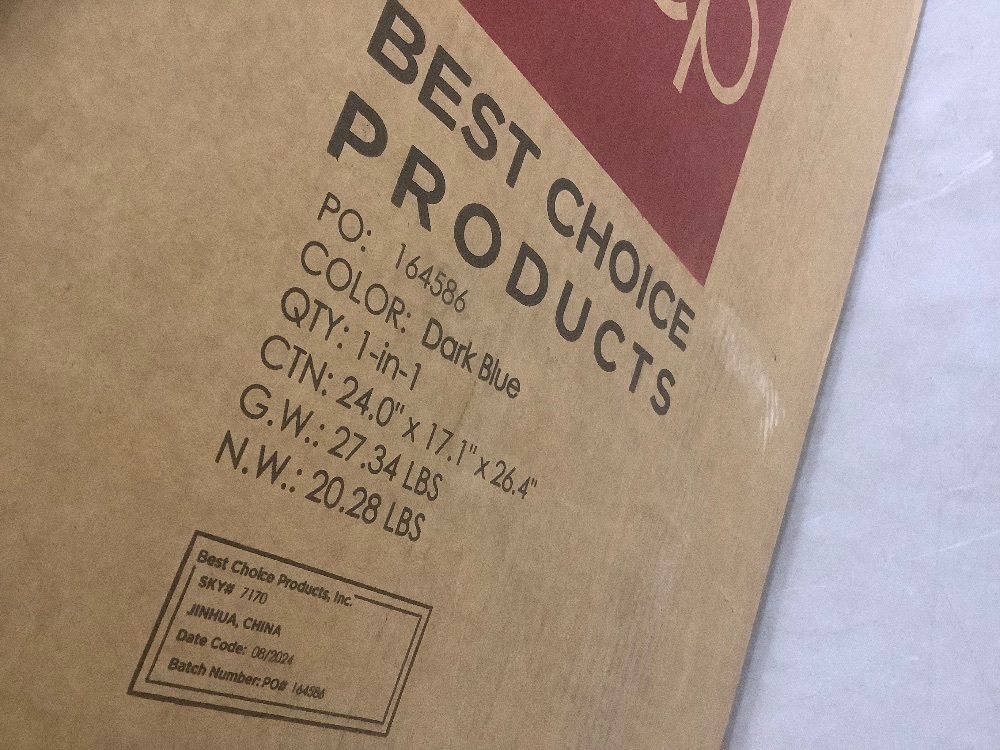 cp
BEST CHOICE
PRODUCTS
PO: 164586
COLOR: Dark Blue
QTY: 1-in-1
CTN: 24.0" x 17.1" x 26.4"
G.W.: 27.34 LBS
N.W.: 20.28 LBS
Best Choice Products, Inc.
SKY# 7170
JINHUA, CHINA
Date Code: 08/2024
Batch Number: PO# 164586